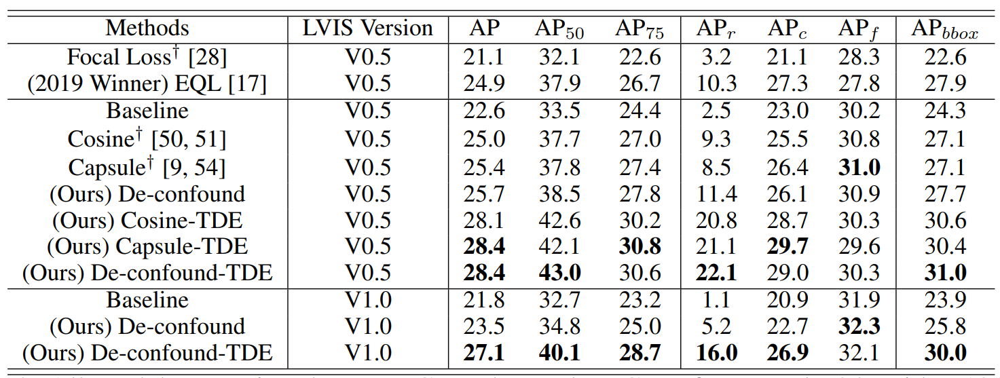 Methods LVIS Version AP AP50 AP75 APr APc APf APbbox
Focal Loss† [28] V0.5 21.1 32.1 22.6 3.2 21.1 28.3 22.6
(2019 Winner) EQL [17] V0.5 24.9 37.9 26.7 10.3 27.3 27.8 27.9
Baseline V0.5 22.6 33.5 24.4 2.5 23.0 30.2 24.3
Cosine† [50, 51] V0.5 25.0 37.7 27.0 9.3 25.5 30.8 27.1
Capsule† [9, 54] V0.5 25.4 37.8 27.4 8.5 26.4 31.0 27.1
(Ours) De-confound V0.5 25.7 38.5 27.8 11.4 26.1 30.9 27.7
(Ours) Cosine-TDE V0.5 28.1 42.6 30.2 20.8 28.7 30.3 30.6
(Ours) Capsule-TDE V0.5 28.4 42.1 30.8 21.1 29.7 29.6 30.4
(Ours) De-confound-TDE V0.5 28.4 43.0 30.6 22.1 29.0 30.3 31.0
Baseline V1.0 21.8 32.7 23.2 1.1 20.9 31.9 23.9
(Ours) De-confound V1.0 23.5 34.8 25.0 5.2 22.7 32.3 25.8
(Ours) De-confound-TDE V1.0 27.1 40.1 28.7 16.0 26.9 32.1 30.0